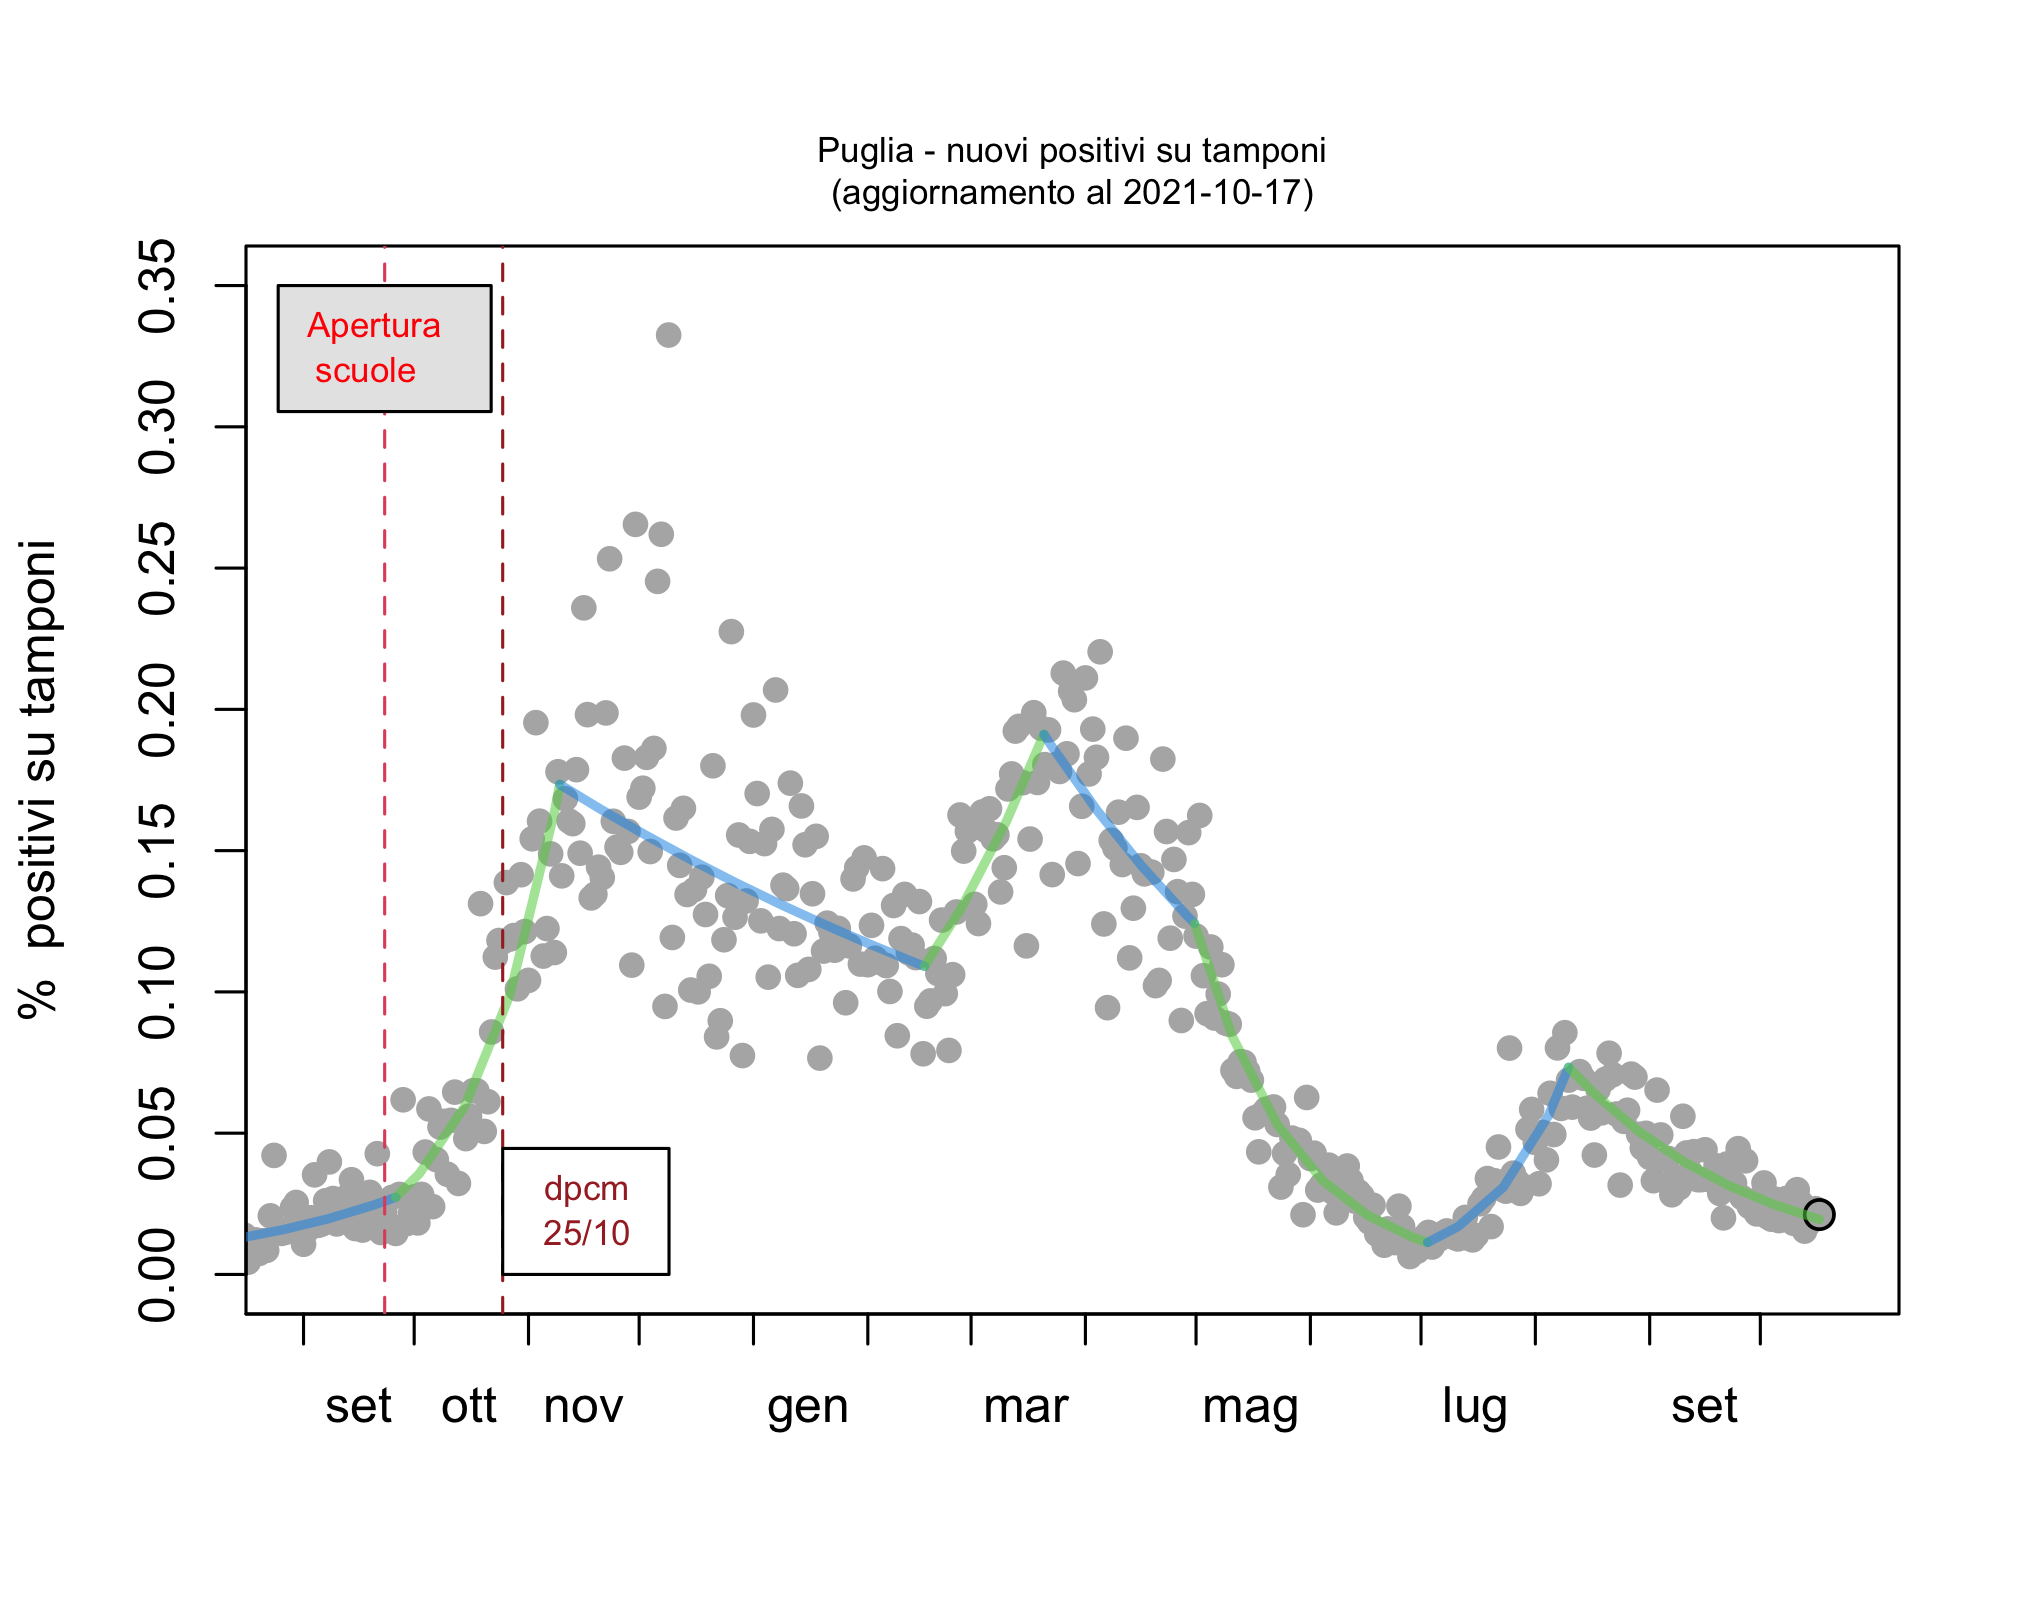 Puglia - nuovi positivi su tamponi
(aggiornamento al 2021-10-17)
% positivi su tamponi
0.35
0.30
0.25
0.20
0.15
0.10
0.05
0.00
Apertura
scuole
dpcm
25/10
set ott nov gen mar mag lug set